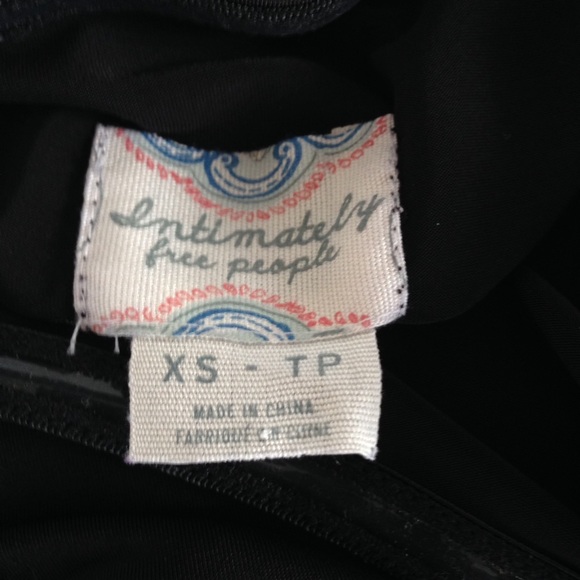 Intimately
free people
XS - TP
MADE IN CHINA
FABRIQUÉ EN CHINE